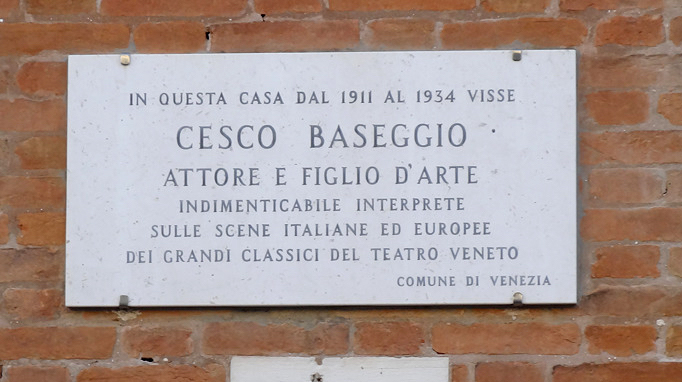 IN QUESTA CASA DAL 1911 AL 1934 VISSE
CESCO BASEGGIO
ATTORE E FIGLIO D'ARTE
INDIMENTICABILE INTERPRETE
SULLE SCENE ITALIANE ED EUROPEE
DEI GRANDI CLASSICI DEL TEATRO VENETO
COMUNE DI VENEZIA